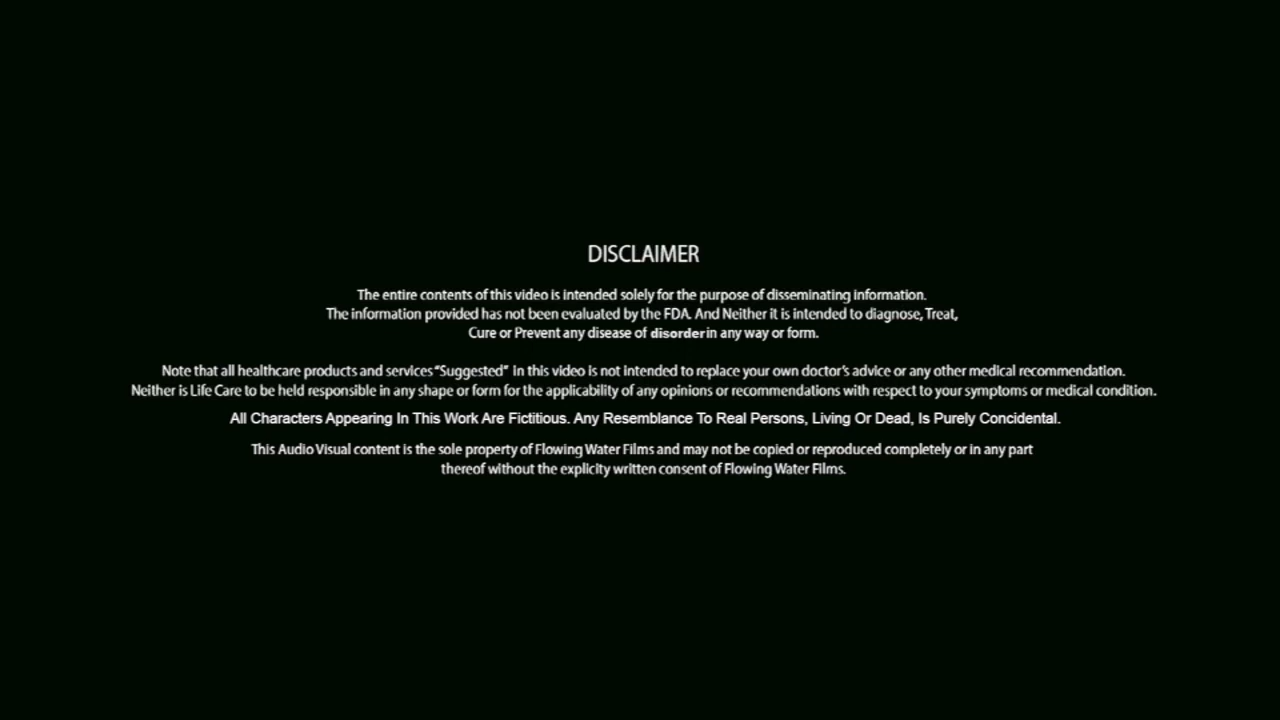 DISCLAIMER
The entire contents of this video is intended solely for the purpose of disseminating information.
The information provided has not been evaluated by the FDA. And Neither it is intended to diagnose, Treat,
Cure or Prevent any disease of disorder in any way or form.
Note that all healthcare products and services "Suggested" in this video is not intended to replace your own doctor's advice or any other medical recommendation.
Neither is Life Care to be held responsible in any shape or form for the applicability of any opinions or recommendations with respect to your symptoms or medical condition.
All Characters Appearing In This Work Are Fictitious. Any Resemblance To Real Persons, Living Or Dead, Is Purely Concidental.
This Audio Visual content is the sole property of Flowing Water Films and may not be copied or reproduced completely or in any part
thereof without the explicity written consent of Flowing Water Films.